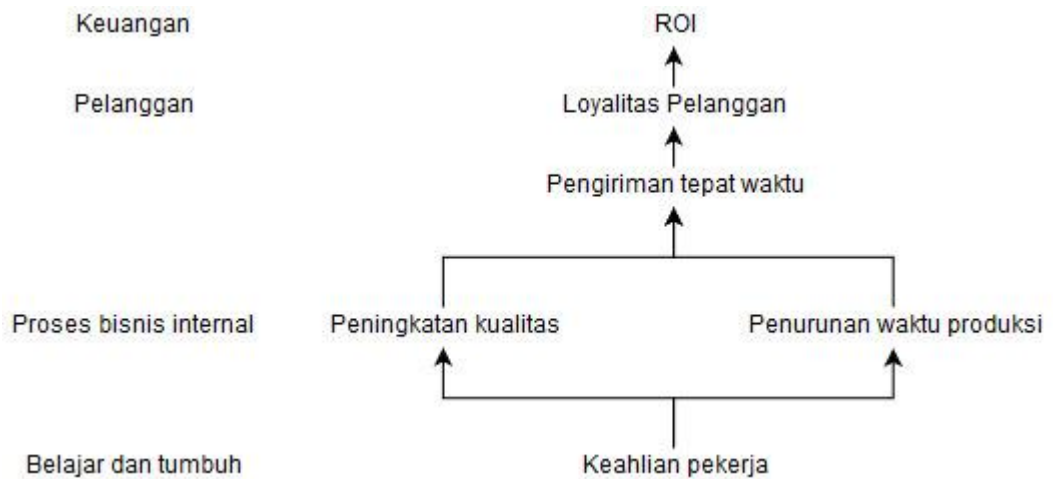 Keuangan
ROI
Pelanggan
Loyalitas Pelanggan
Pengiriman tepat waktu
Proses bisnis internal
Peningkatan kualitas
Penurunan waktu produksi
Belajar dan tumbuh
Keahlian pekerja